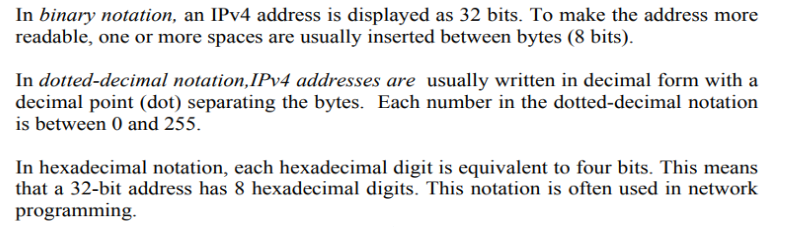 In binary notation, an IPv4 address is displayed as 32 bits. To make the address more
readable, one or more spaces are usually inserted between bytes (8 bits).
In dotted-decimal notation,IPv4 addresses are usually written in decimal form with a
decimal point (dot) separating the bytes. Each number in the dotted-decimal notation
is between 0 and 255.
In hexadecimal notation, each hexadecimal digit is equivalent to four bits. This means
that a 32-bit address has 8 hexadecimal digits. This notation is often used in network
programming.